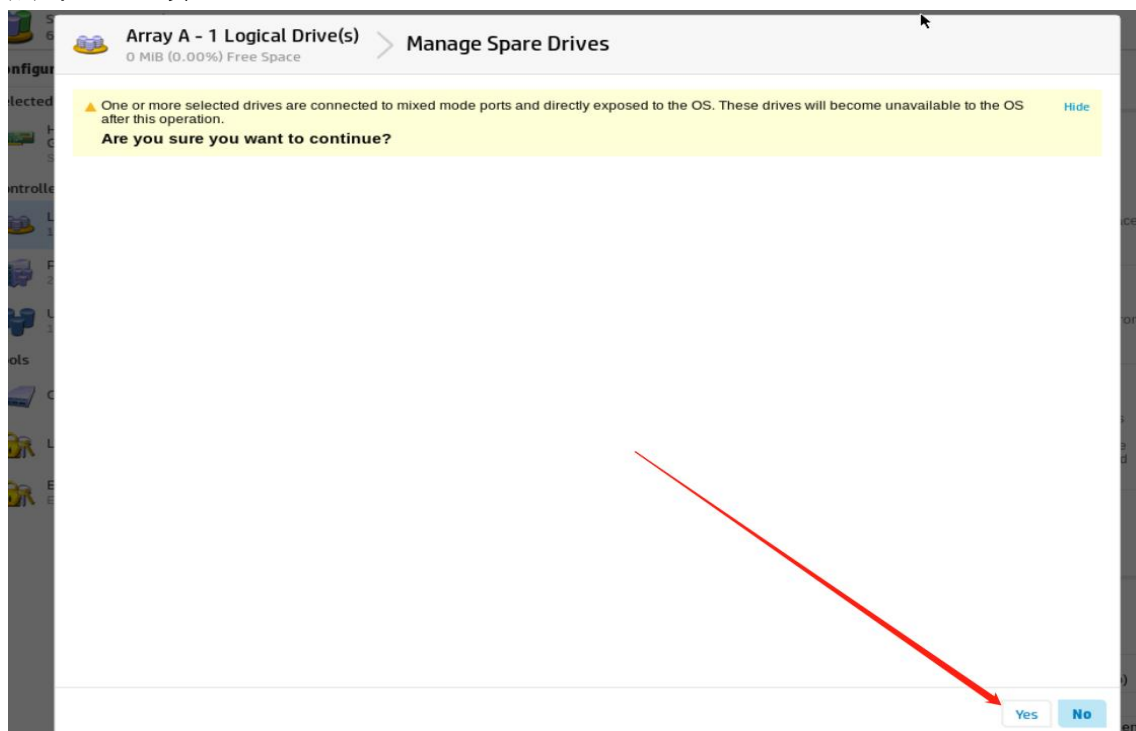 Array A - 1 Logical Drive(s)
0 MiB (0.00%) Free Space
Manage Spare Drives
One or more selected drives are connected to mixed mode ports and directly exposed to the OS. These drives will become unavailable to the OS
after this operation.
Hide
Are you sure you want to continue?
Yes
No